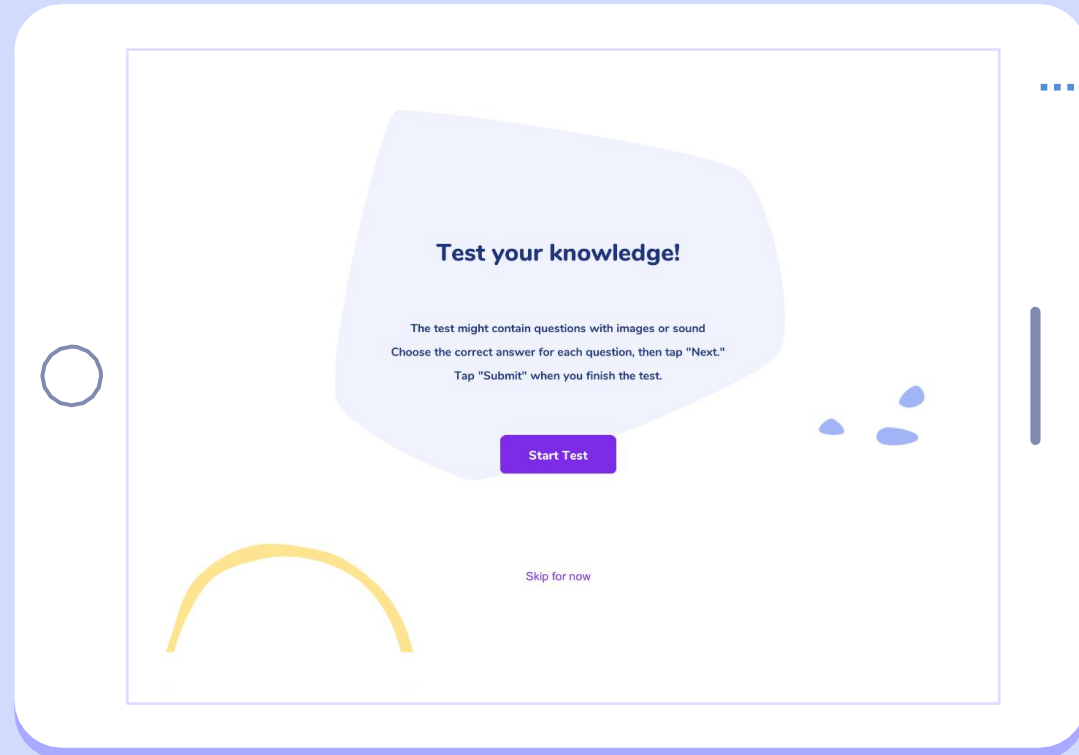 Test your knowledge!
The test might contain questions with images or sound
Choose the correct answer for each question, then tap "Next."
Tap "Submit" when you finish the test.
Start Test
Skip for now